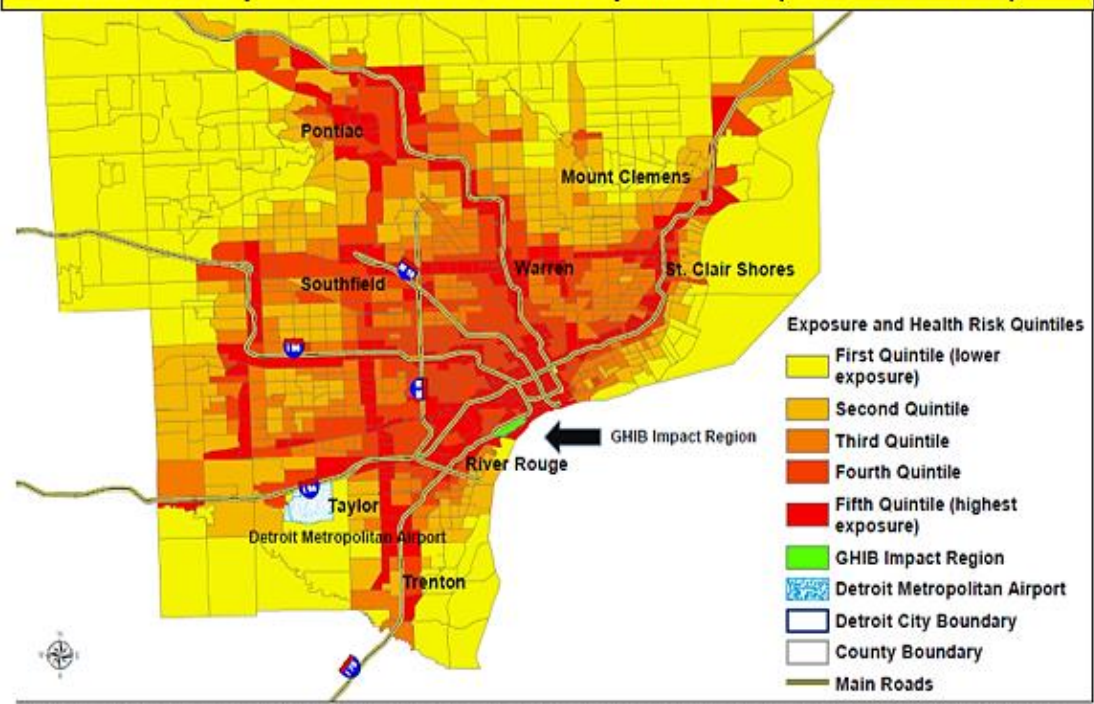 Pontiac
Mount Clemens
Warren
St. Clair Shores
Southfield
Exposure and Health Risk Quintiles
First Quintile (lower
exposure)
Second Quintile
Third Quintile
Fourth Quintile
Fifth Quintile (highest
exposure)
GHIB Impact Region
Detroit Metropolitan Airport
Detroit City Boundary
County Boundary
Main Roads
GHIB Impact Region
River Rouge
Taylor
Detroit Metropolitan Airport
Trenton